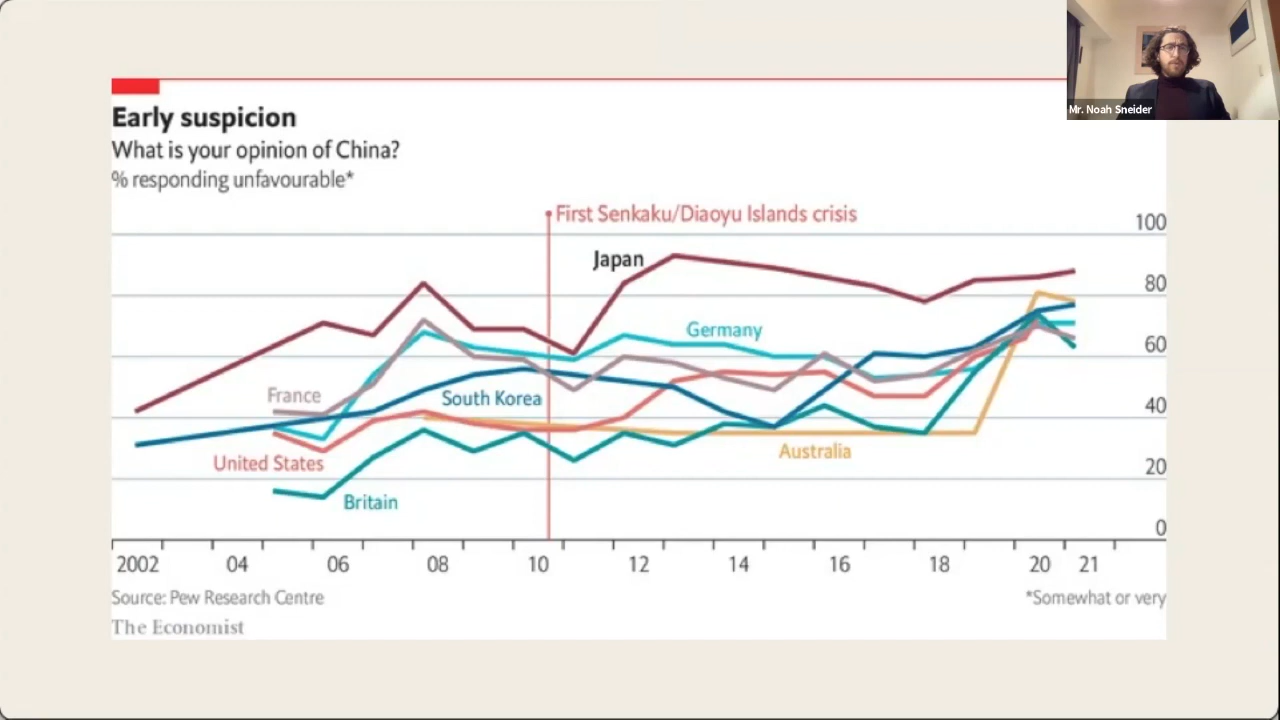 Mr. Noah Sneider
Early suspicion
What is your opinion of China?
% responding unfavourable*
First Senkaku/Diaoyu Islands crisis
100
Japan
80
Germany
60
France
South Korea
40
Australia
United States
20
Britain
0
2002 04 06 08 10 12 14 16 18 20 21
Source: Pew Research Centre
*Somewhat or very
The Economist